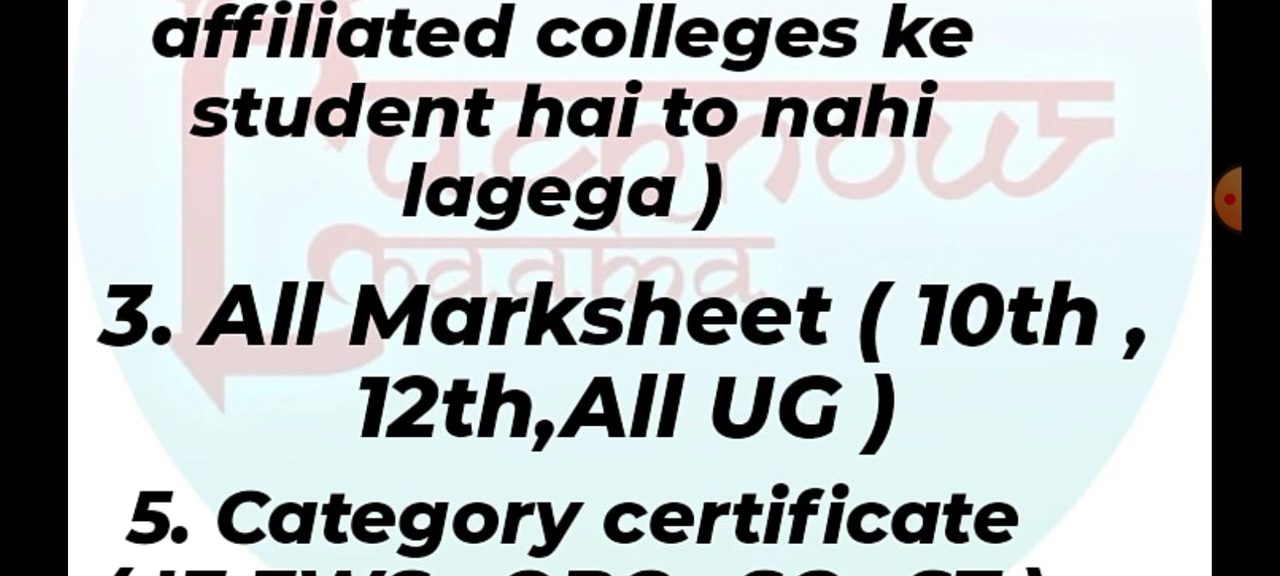 affiliated colleges ke
student hai to nahi
lagega )
3. All Marksheet ( 10th ,
12th,All UG )
5. Category certificate